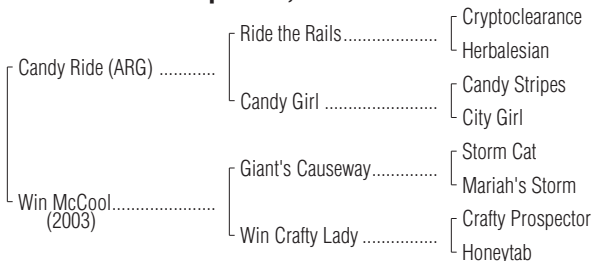 Cryptoclearance
Ride the Rails
Herbalesian
Candy Ride (ARG)
Candy Stripes
Candy Girl
City Girl
Storm Cat
Giant's Causeway
Mariah's Storm
Win McCool
(2003)
Crafty Prospector
Win Crafty Lady
Honeytab